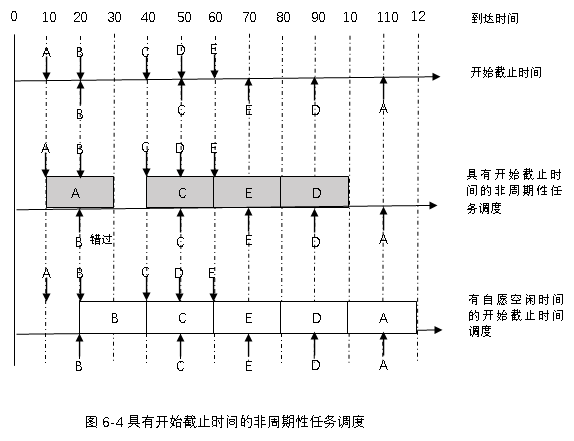 0 10 20 30 40 50 60 70 80 90 10 11 12 到达时间
A B C D E
开始截止时间
B C E D A
A B C D E
具有开始截止时
间的非周期性任
务调度
A C E D
B 错过 C E D A
A B C D E
有自愿空闲时间
的开始截止时间
调度
B C E D A
B C E D A
图 6-4 具有开始截止时间的非周期性任务调度